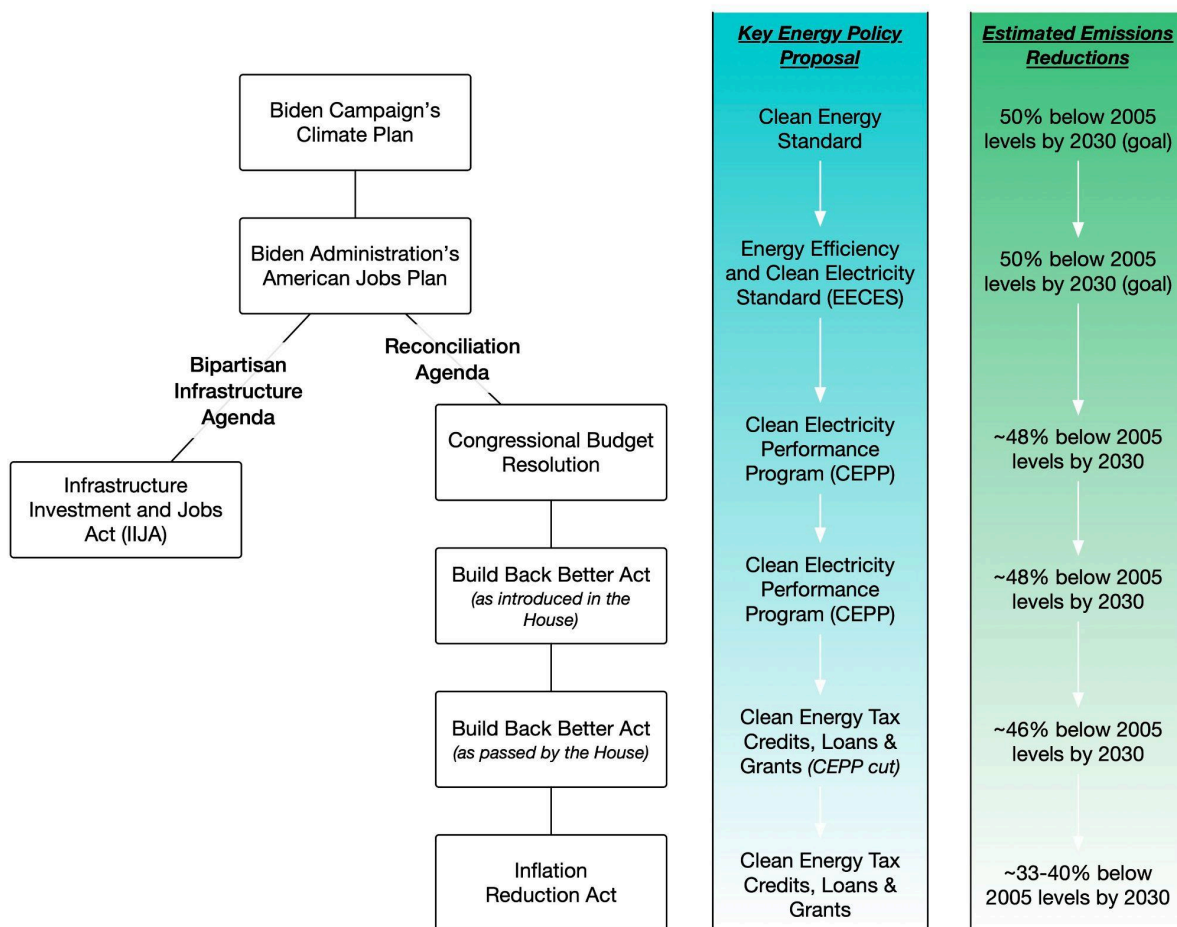 Key Energy Policy
Proposal
Estimated Emissions
Reductions
Biden Campaign's
Climate Plan
Clean Energy
Standard
50% below 2005
levels by 2030 (goal)
Biden Administration's
American Jobs Plan
Energy Efficiency
and Clean Electricity
Standard (EECES)
50% below 2005
levels by 2030 (goal)
Bipartisan
Infrastructure
Agenda
Reconciliation
Agenda
Infrastructure
Investment and Jobs
Act (IIJA)
Congressional Budget
Resolution
Clean Electricity
Performance
Program (CEPP)
~48% below 2005
levels by 2030
Build Back Better Act
(as introduced in the
House)
Clean Electricity
Performance
Program (CEPP)
~48% below 2005
levels by 2030
Build Back Better Act
(as passed by the House)
Clean Energy Tax
Credits, Loans &
Grants (CEPP cut)
~46% below 2005
levels by 2030
Inflation
Reduction Act
Clean Energy Tax
Credits, Loans &
Grants
~33-40% below
2005 levels by 2030